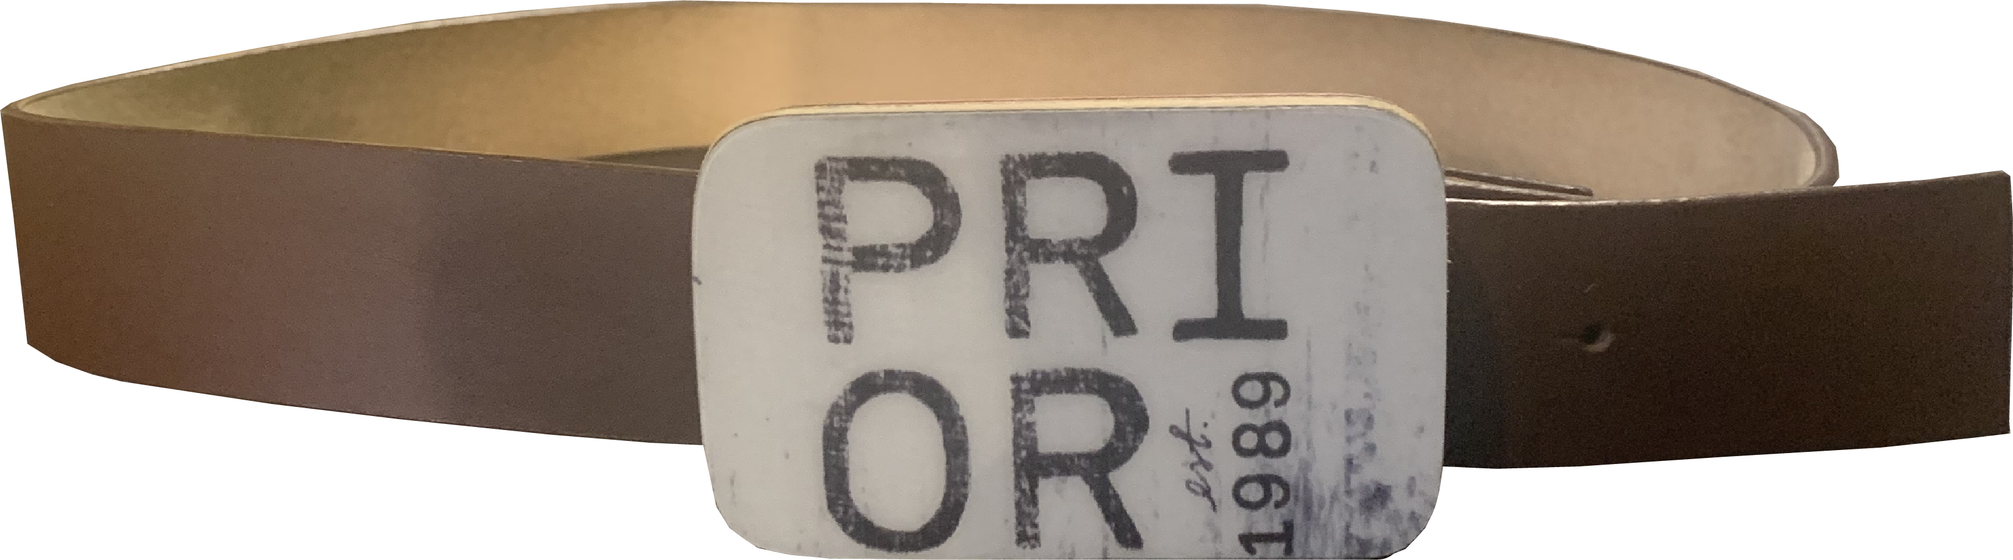 PRI
OR
est.
1989